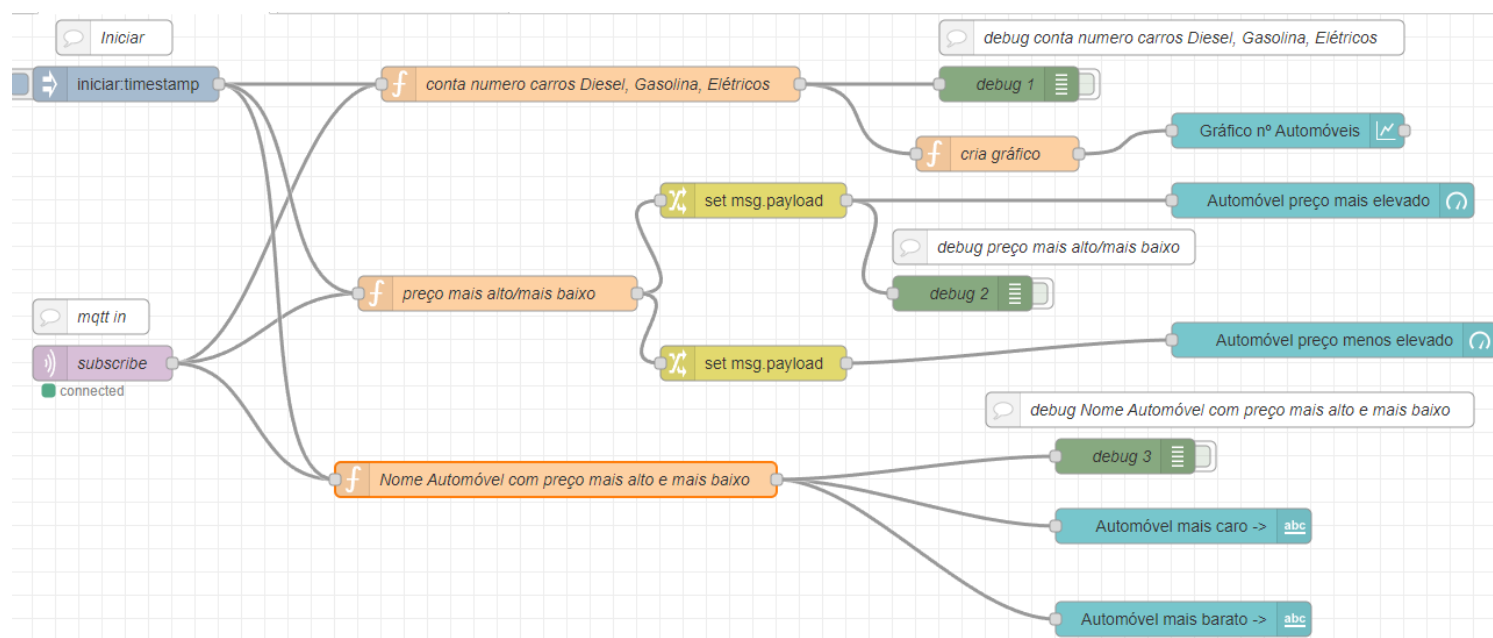 Iniciar
debug conta numero carros Diesel, Gasolina, Elétricos
iniciar:timestamp
conta numero carros Diesel, Gasolina, Elétricos
debug 1
Gráfico nº Automóveis
cria gráfico
set msg.payload
Automóvel preço mais elevado
debug preço mais alto/mais baixo
preço mais alto/mais baixo
debug 2
mqtt in
Automóvel preço menos elevado
subscribe
set msg.payload
connected
debug Nome Automóvel com preço mais alto e mais baixo
debug 3
Nome Automóvel com preço mais alto e mais baixo
Automóvel mais caro -> abc
Automóvel mais barato -> abc